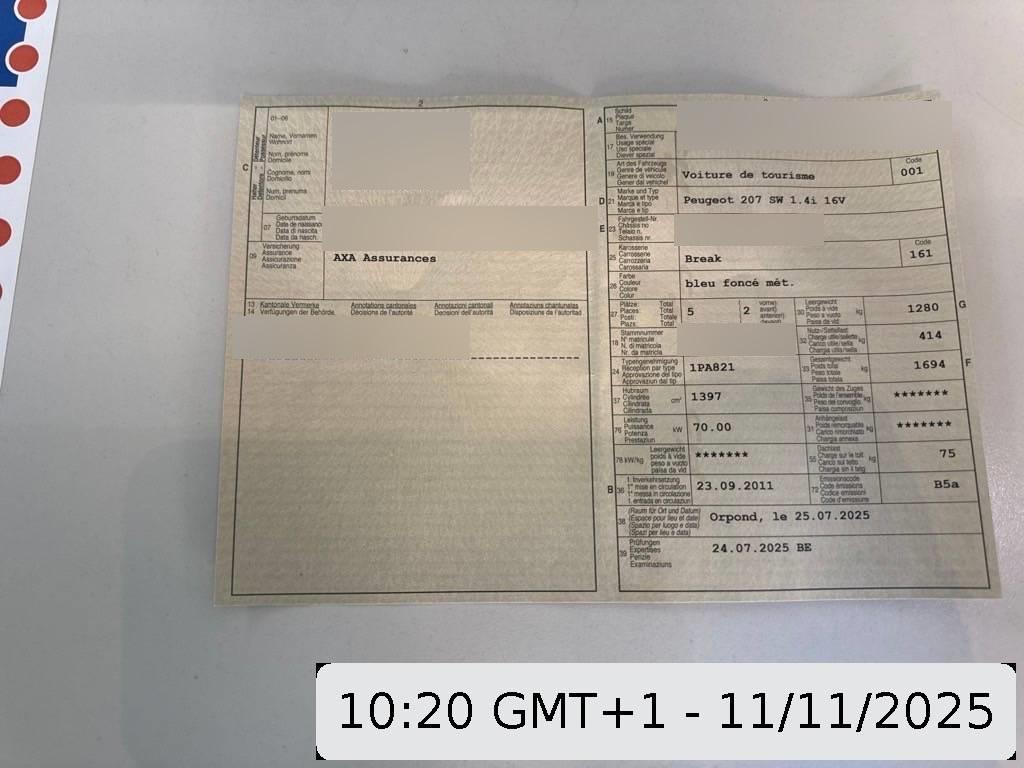 2
01-06
C
Name, Vornamen
Wohnort
Nom, prénoms
Domicile
Cognome, nomi
Domicilio
Num, prenums
Domicil
07
Geburtsdatum
Date de naissance
Data di nascita
Data da nasch.
09
Versicherung
Assurance
Assicurazione
Assicuranza
AXA Assurances
13 Kantonale Vermerke Annotations cantonales Annotazioni cantonali Annotaziuns chantunalas
14 Verfügungen der Behörde. Décisions de l'autorité Decisioni dell'autorità Disposiziuns da l'autoritad
A 15
Schild
Plaque
Targa
Numer
17
Bes. Verwendung
Usage spécial
Uso speciale
Diever spezial
19
Art des Fahrzeugs
Genre de véhicule
Genere di veicolo
Gener dal vehichel
Voiture de tourisme
Code
001
D 21
Marke und Typ
Marque et type
Marca e tipo
Marca e tip
Peugeot 207 SW 1.4i 16V
E 23
Fahrgestell-Nr.
Châssis no
Telaio n.
Schassis nr.
25
Karosserie
Carrosserie
Carrozzeria
Carossaria
Break
Code
161
26
Farbe
Couleur
Colore
Colur
bleu foncé mét.
27
Plätze: Total
Places: Total
Posti: Totale
Plazs: Total
5
2
vorne)
avant)
anteriori)
davant)
30
Leergewicht
Poids à vide
Peso a vuoto
Paisa da vid
kg
1280
G
18
Stammnummer
N° matricule
N. di matricola
Nr. da matricla
32
Nutz-/Sattellast
Charge utile/sellette
Carico utile/sella
Chargia utila/sella
kg
414
24
Typengenehmigung
Réception par type
Approvazione del tipo
Approvaziun dal tip
1PA821
33
Gesamtgewicht
Poids total
Peso totale
Paisa totala
kg
1694
F
37
Hubraum
Cylindrée
Cilindrata
Cilindrada
cm³
1397
35
Gewicht des Zuges
Poids de l'ensemble
Peso del convoglio
Paisa cumposiziun
kg
*******
76
Leistung
Puissance
Potenza
Prestaziun
kW
70.00
31
Anhängelast
Poids remorquable
Carico rimorchiato
Chargia annexa
kg
*******
78 kW/kg
Leergewicht
poids à vide
peso a vuoto
paisa da vid
*******
55
Dachlast
Charge sur le toit
Carico sul tetto
Chargia sin il tetg
kg
75
B 36
1. Inverkehrsetzung
1re mise en circulation
1a messa in circolazione
1. entrada en circulaziun
23.09.2011
72
Emissionscode
Code émissions
Codice emissioni
Code d'emissiuns
B5a
38
(Raum für Ort und Datum)
(Espace pour lieu et date)
(Spazio per luogo e data)
(Spazi per lieu e data)
Orpond, le 25.07.2025
39
Prüfungen
Expertises
Perizie
Examinaziuns
24.07.2025 BE
10:20 GMT+1 - 11/11/2025